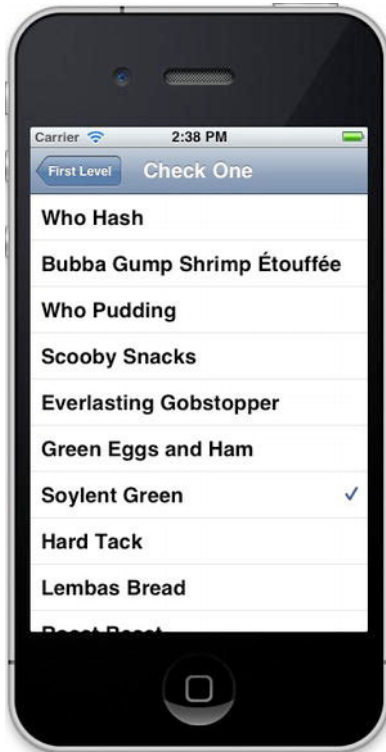 Carrier 2:38 PM
First Level Check One
Who Hash
Bubba Gump Shrimp Étouffée
Who Pudding
Scooby Snacks
Everlasting Gobstopper
Green Eggs and Ham
Soylent Green
Hard Tack
Lembas Bread